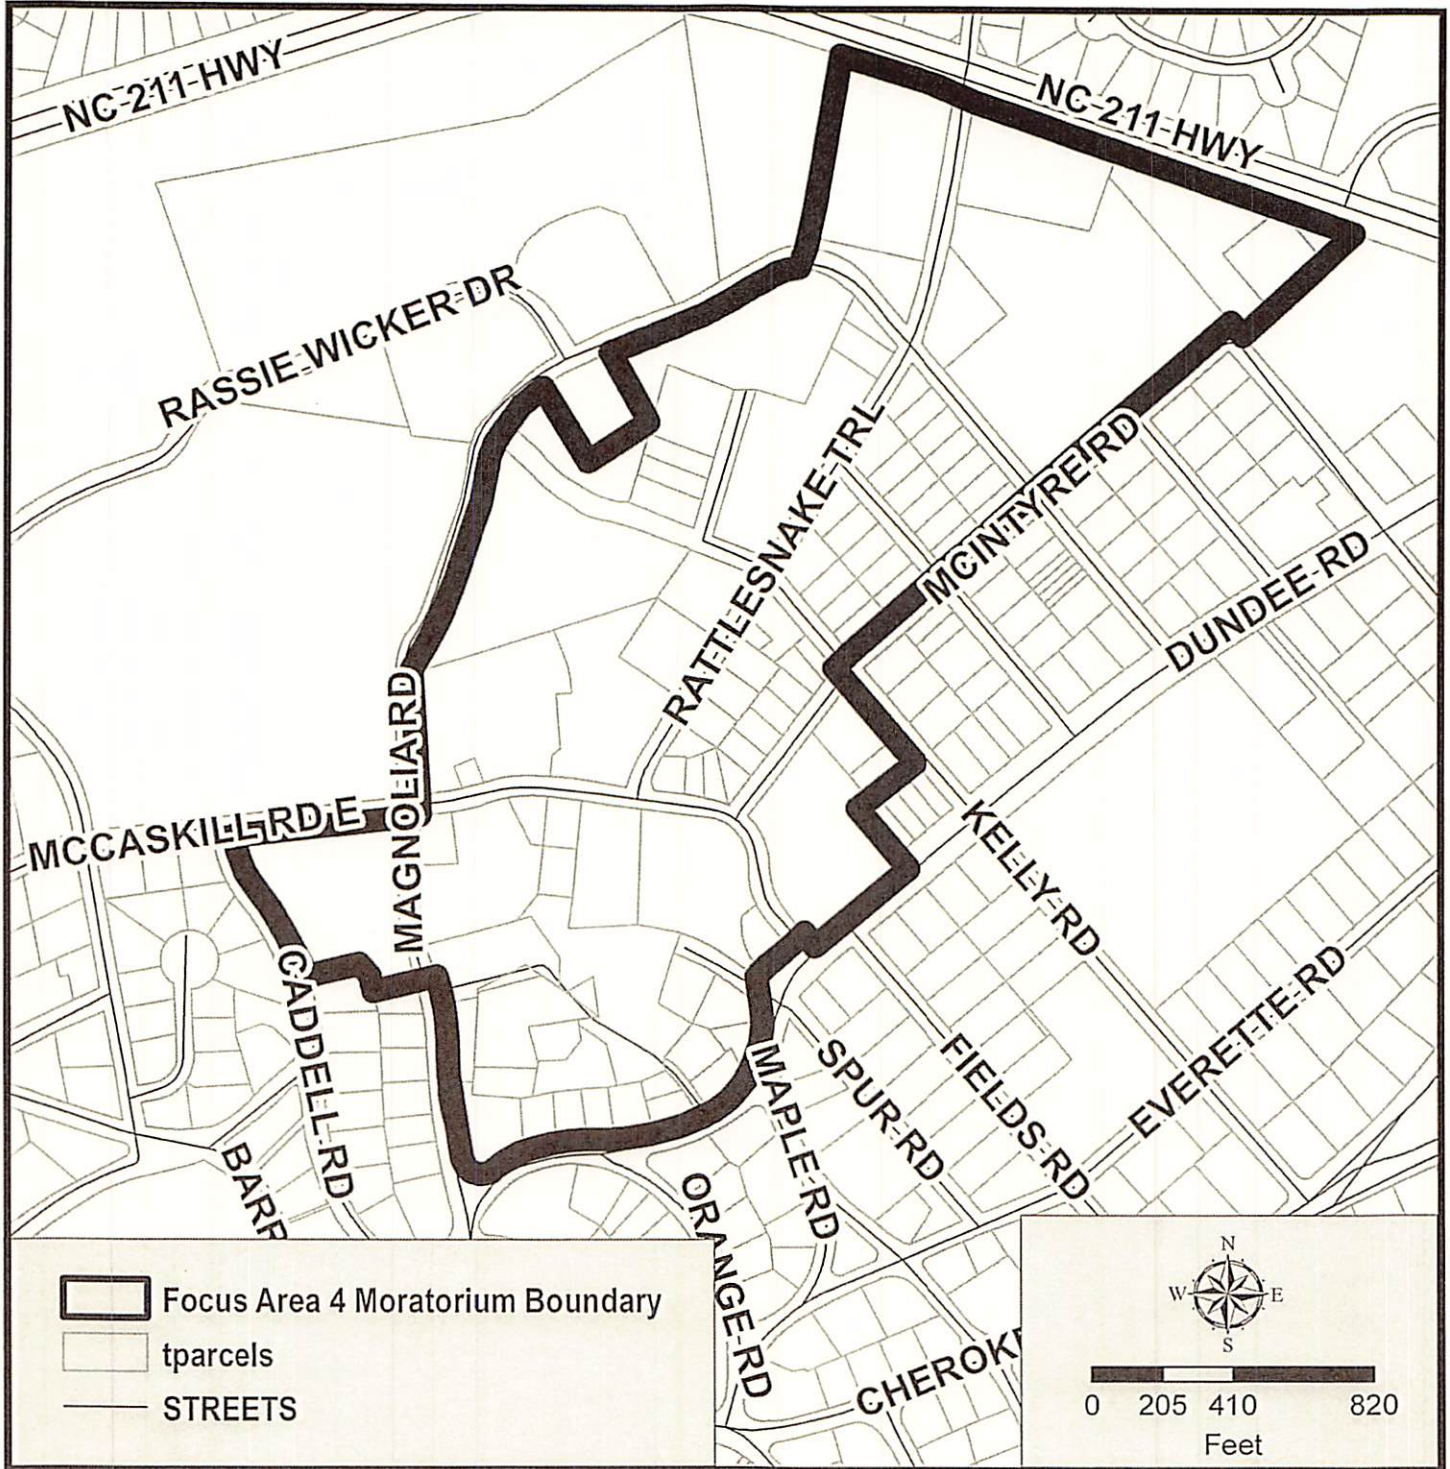 NC-211-HWY
NC-211-HWY
RASSIE-WICKER-DR
RATTLESNAKE-TRL
MCINTYRE-RD
DUNDEE-RD
MAGNOLIA-RD
MCCASKILL-RD E
KELLY-RD
CADDELL-RD
MAPLE-RD
SPUR-RD
FIELDS-RD
EVERETTE-RD
BARR
ORANGE-RD
CHEROK
Focus Area 4 Moratorium Boundary
tparcels
STREETS
N
W E
S
0 205 410 820
Feet